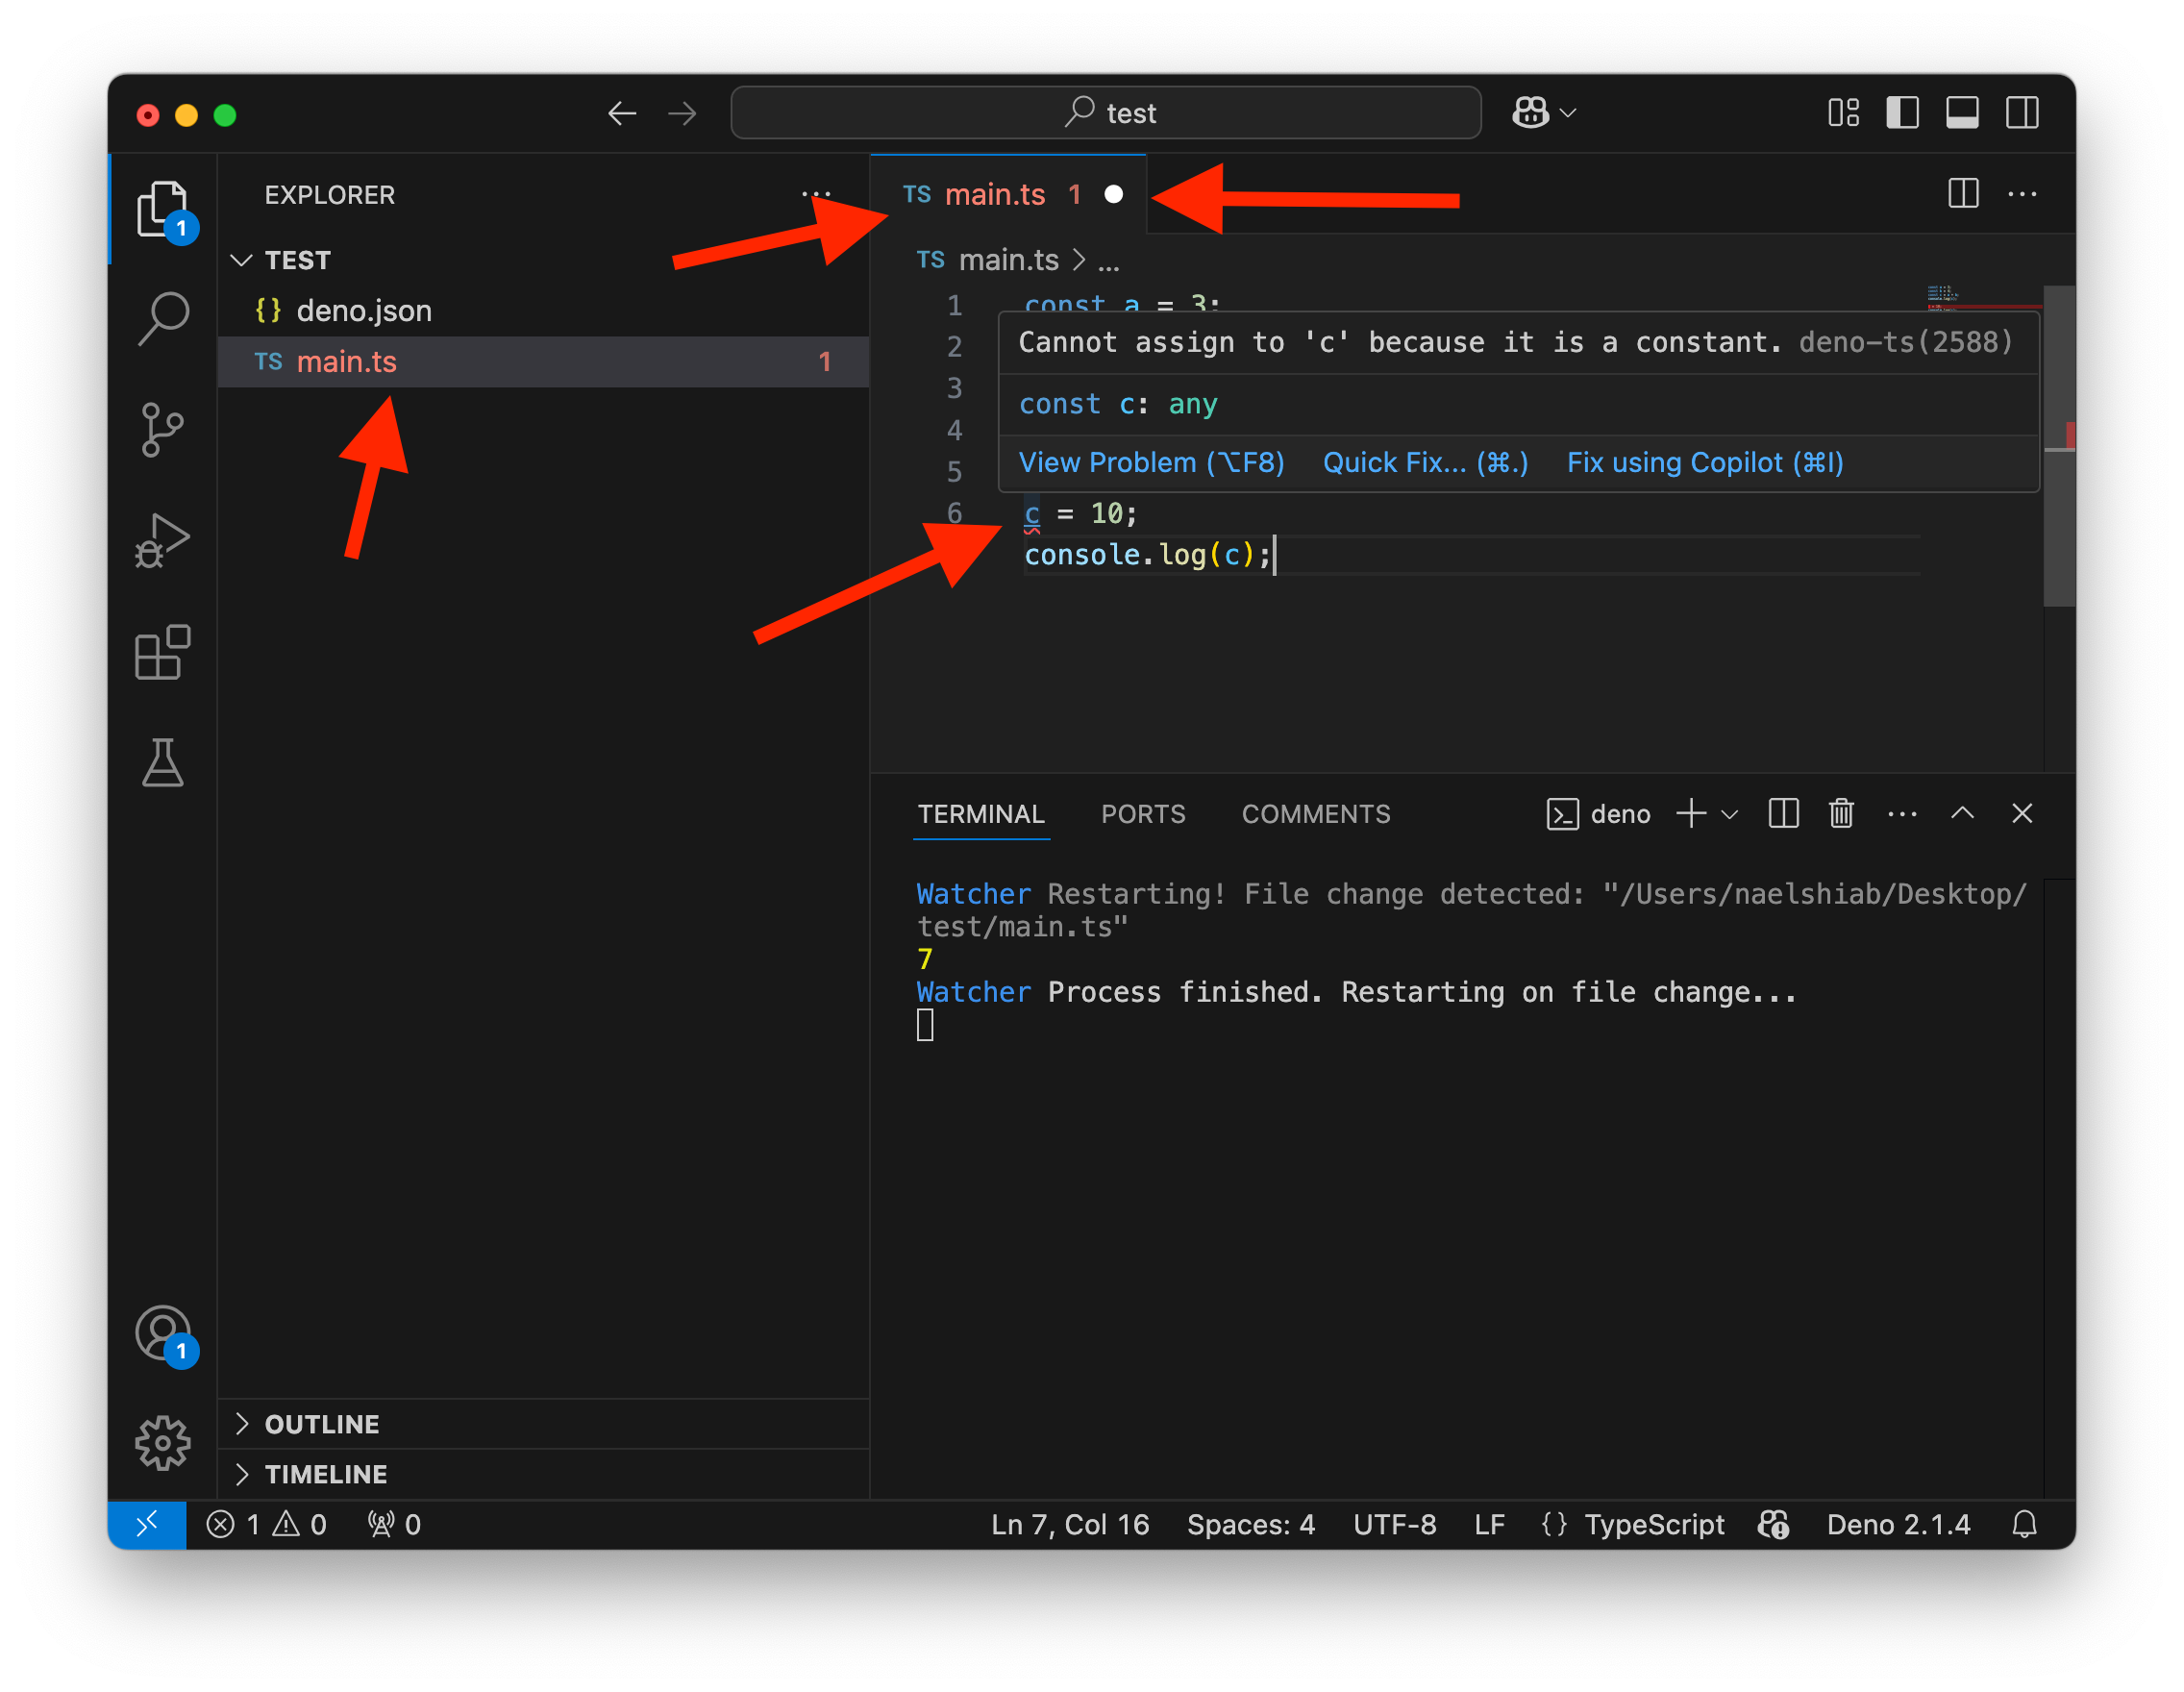 test
EXPLORER
1
TEST
{} deno.json
TS main.ts 1
TS main.ts 1
TS main.ts > ...
1 const a = 3;
2
3
4
5
6
Cannot assign to 'c' because it is a constant. deno-ts(2588)
const c: any
View Problem (⌥F8) Quick Fix... (⌘.) Fix using Copilot (⌘I)
c = 10;
console.log(c);
TERMINAL PORTS COMMENTS deno
Watcher Restarting! File change detected: "/Users/naelshiab/Desktop/
test/main.ts"
7
Watcher Process finished. Restarting on file change...
1
OUTLINE
TIMELINE
1 0 0 Ln 7, Col 16 Spaces: 4 UTF-8 LF {} TypeScript Deno 2.1.4